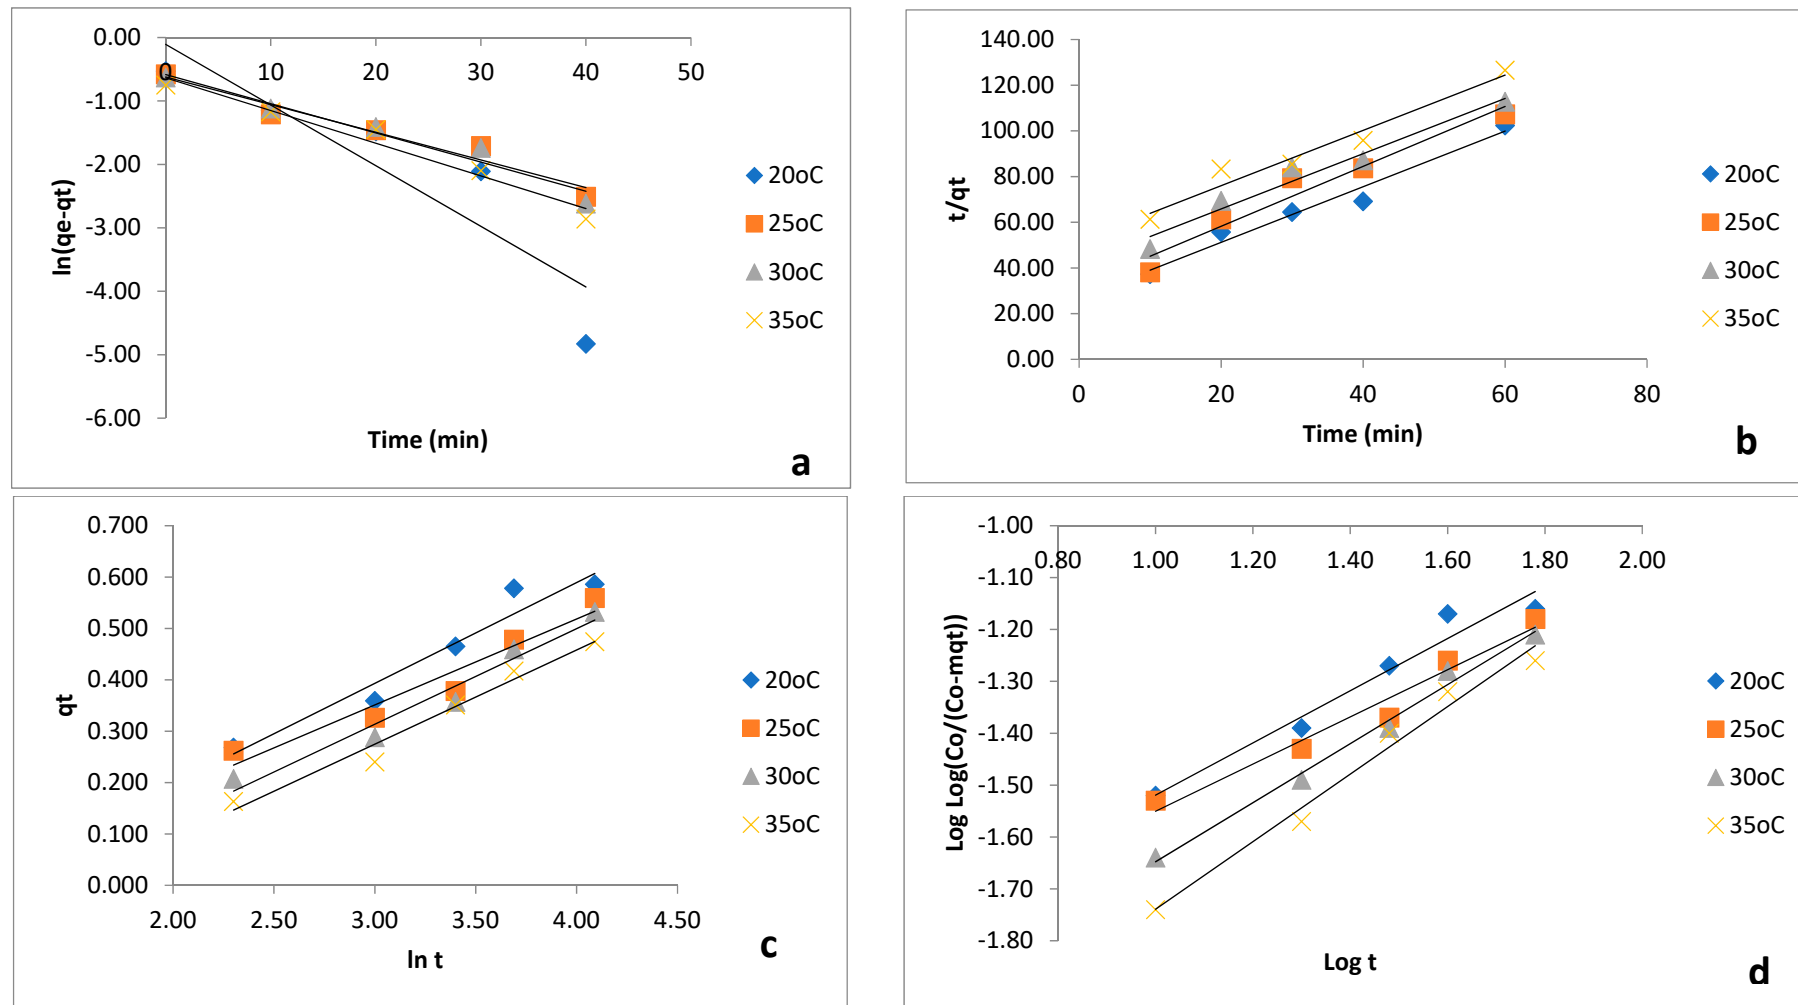 0.00
0 10 20 30 40 50
-1.00
-2.00
-3.00
-4.00
-5.00
-6.00
ln(qe-qt)
Time (min)
20oC
25oC
30oC
35oC
a
140.00
120.00
100.00
80.00
60.00
40.00
20.00
0.00
0 20 40 60 80
t/qt
Time (min)
20oC
25oC
30oC
35oC
b
0.700
0.600
0.500
0.400
0.300
0.200
0.100
0.000
2.00 2.50 3.00 3.50 4.00 4.50
qt
ln t
20oC
25oC
30oC
35oC
c
-1.00
0.80 1.00 1.20 1.40 1.60 1.80 2.00
-1.10
-1.20
-1.30
-1.40
-1.50
-1.60
-1.70
-1.80
Log Log(Co/(Co-mqt))
Log t
20oC
25oC
30oC
35oC
d